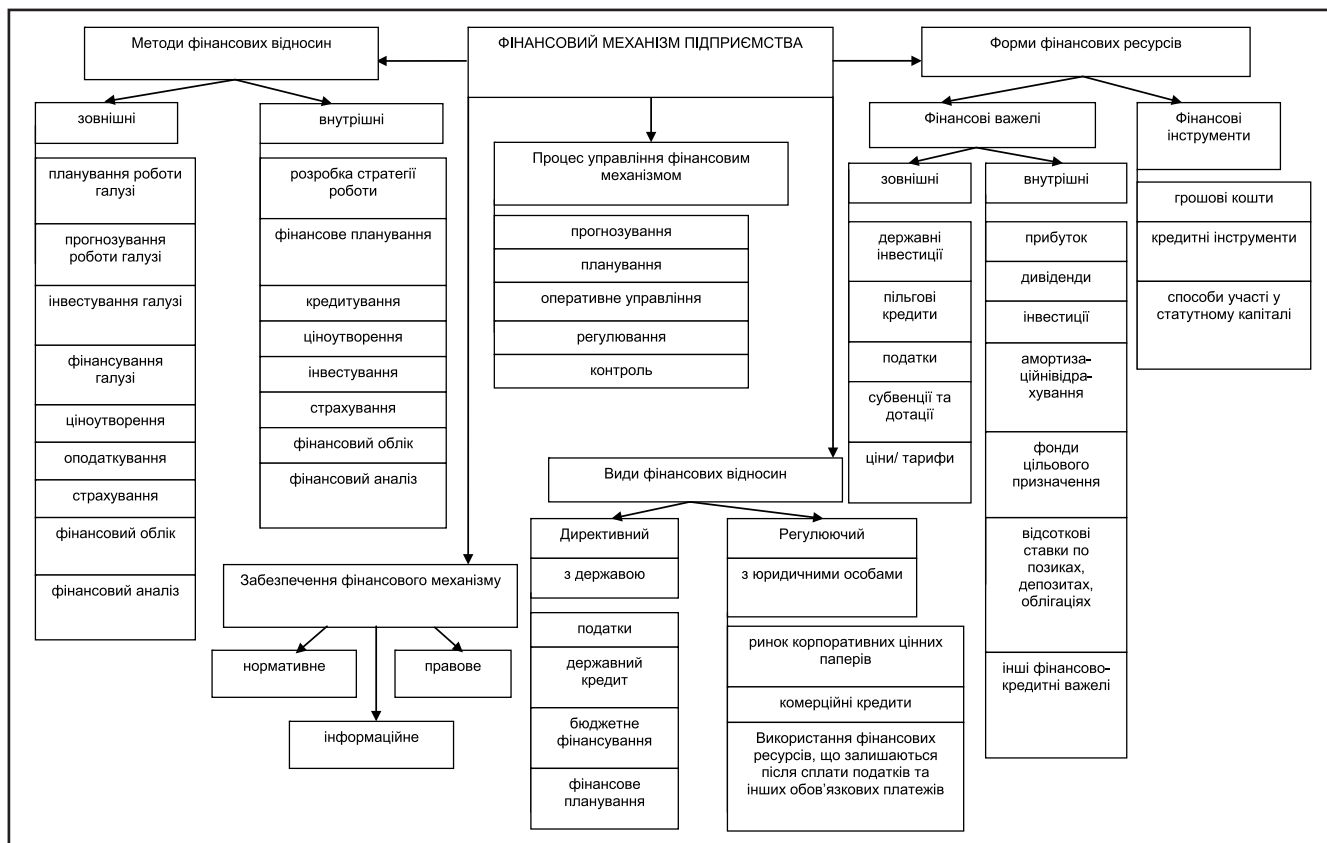 Методи фінансових відносин
ФІНАНСОВИЙ МЕХАНІЗМ ПІДПРИЄМСТВА
Форми фінансових ресурсів
зовнішні
планування роботи
галузі
прогнозування
роботи галузі
інвестування галузі
фінансування
галузі
ціноутворення
оподаткування
страхування
фінансовий облік
фінансовий аналіз
внутрішні
розробка стратегії
роботи
фінансове планування
кредитування
ціноутворення
інвестування
страхування
фінансовий облік
фінансовий аналіз
Процес управління фінансовим
механізмом
прогнозування
планування
оперативне управління
регулювання
контроль
Фінансові важелі
зовнішні
державні
інвестиції
пільгові
кредити
податки
субвенції та
дотації
ціни/ тарифи
внутрішні
прибуток
дивіденди
інвестиції
амортиза-
ційнівідра-
хування
фонди
цільового
призначення
відсоткові
ставки по
позиках,
депозитах,
облігаціях
інші фінансово-
кредитні важелі
Фінансові
інструменти
грошові кошти
кредитні інструменти
способи участі у
статутному капіталі
Забезпечення фінансового механізму
нормативне
правове
інформаційне
Види фінансових відносин
Директивний
з державою
податки
державний
кредит
бюджетне
фінансування
фінансове
планування
Регулюючий
з юридичними особами
ринок корпоративних цінних
паперів
комерційні кредити
Використання фінансових
ресурсів, що залишаються
після сплати податків та
інших обов’язкових платежів